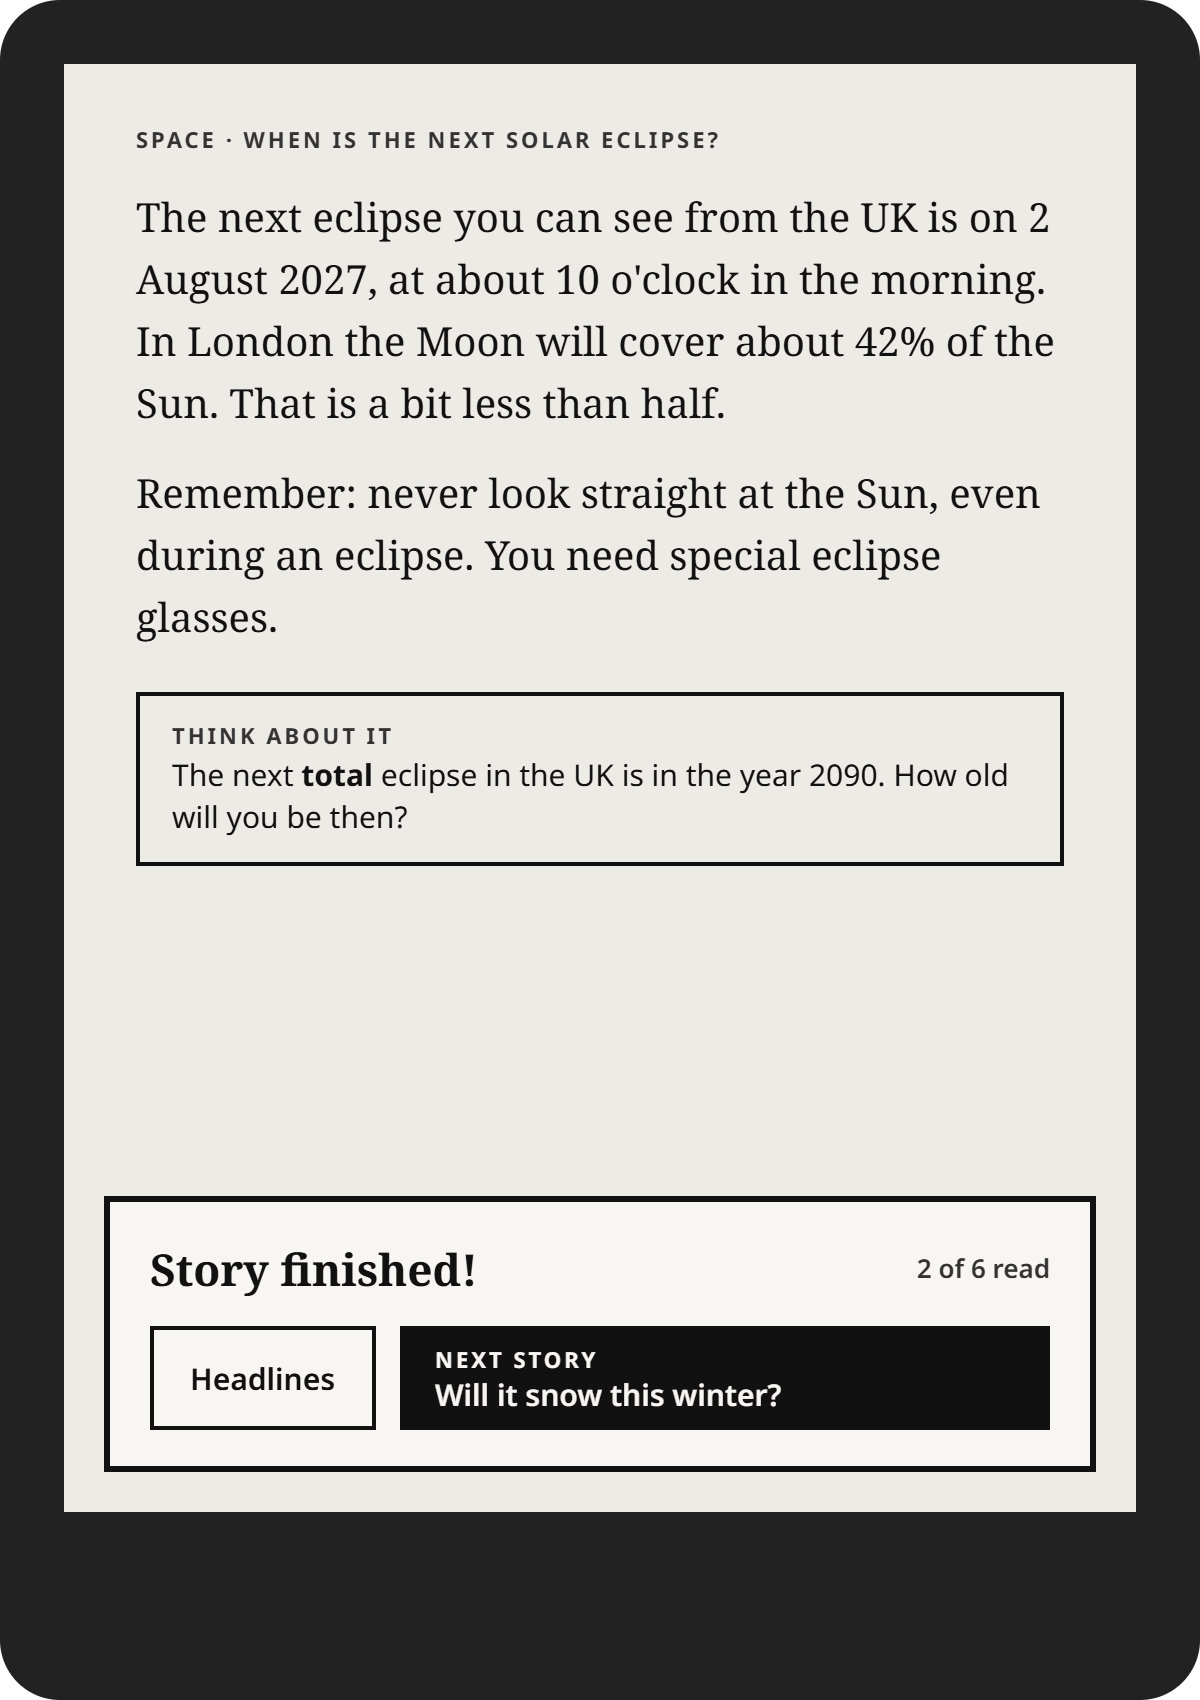 SPACE · WHEN IS THE NEXT SOLAR ECLIPSE?
The next eclipse you can see from the UK is on 2
August 2027, at about 10 o'clock in the morning.
In London the Moon will cover about 42% of the
Sun. That is a bit less than half.
Remember: never look straight at the Sun, even
during an eclipse. You need special eclipse
glasses.
THINK ABOUT IT
The next total eclipse in the UK is in the year 2090. How old
will you be then?
Story finished!
2 of 6 read
Headlines
NEXT STORY
Will it snow this winter?